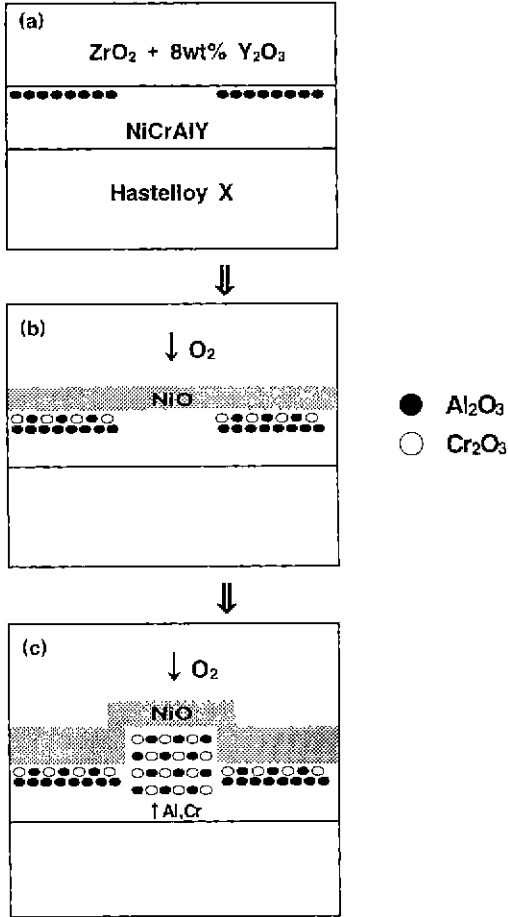 (a)
ZrO₂ + 8wt% Y₂O₃
NiCrAlY
Hastelloy X
⇓
(b)
↓ O₂
NiO
Al₂O₃
Cr₂O₃
⇓
(c)
↓ O₂
NiO
↑Al,Cr